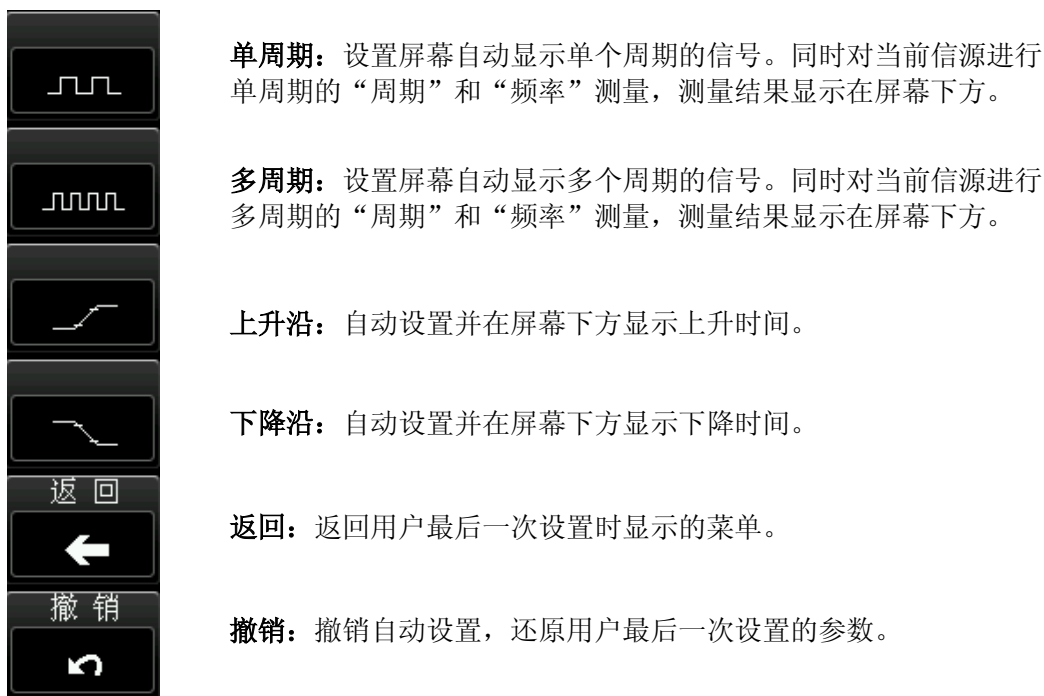 单周期：设置屏幕自动显示单个周期的信号。同时对当前信源进行
单周期的“周期”和“频率”测量，测量结果显示在屏幕下方。
多周期：设置屏幕自动显示多个周期的信号。同时对当前信源进行
多周期的“周期”和“频率”测量，测量结果显示在屏幕下方。
上升沿：自动设置并在屏幕下方显示上升时间。
下降沿：自动设置并在屏幕下方显示下降时间。
返回
返回：返回用户最后一次设置时显示的菜单。
撤销
撤销：撤销自动设置，还原用户最后一次设置的参数。